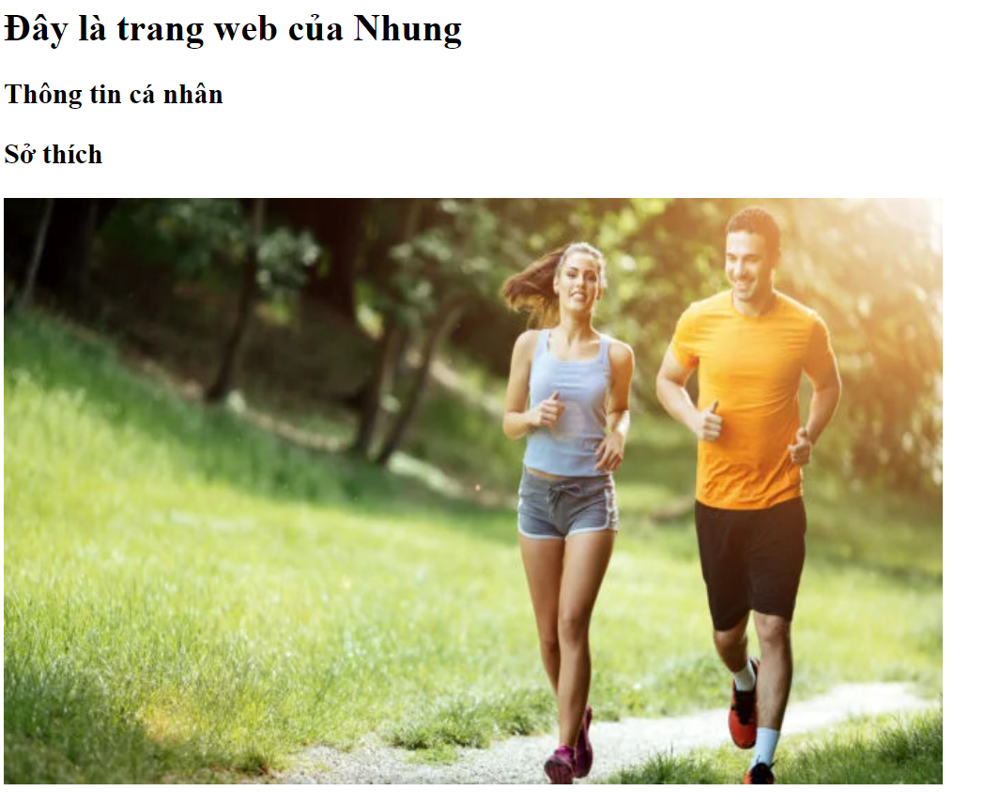 Đây là trang web của Nhung
Thông tin cá nhân
Sở thích